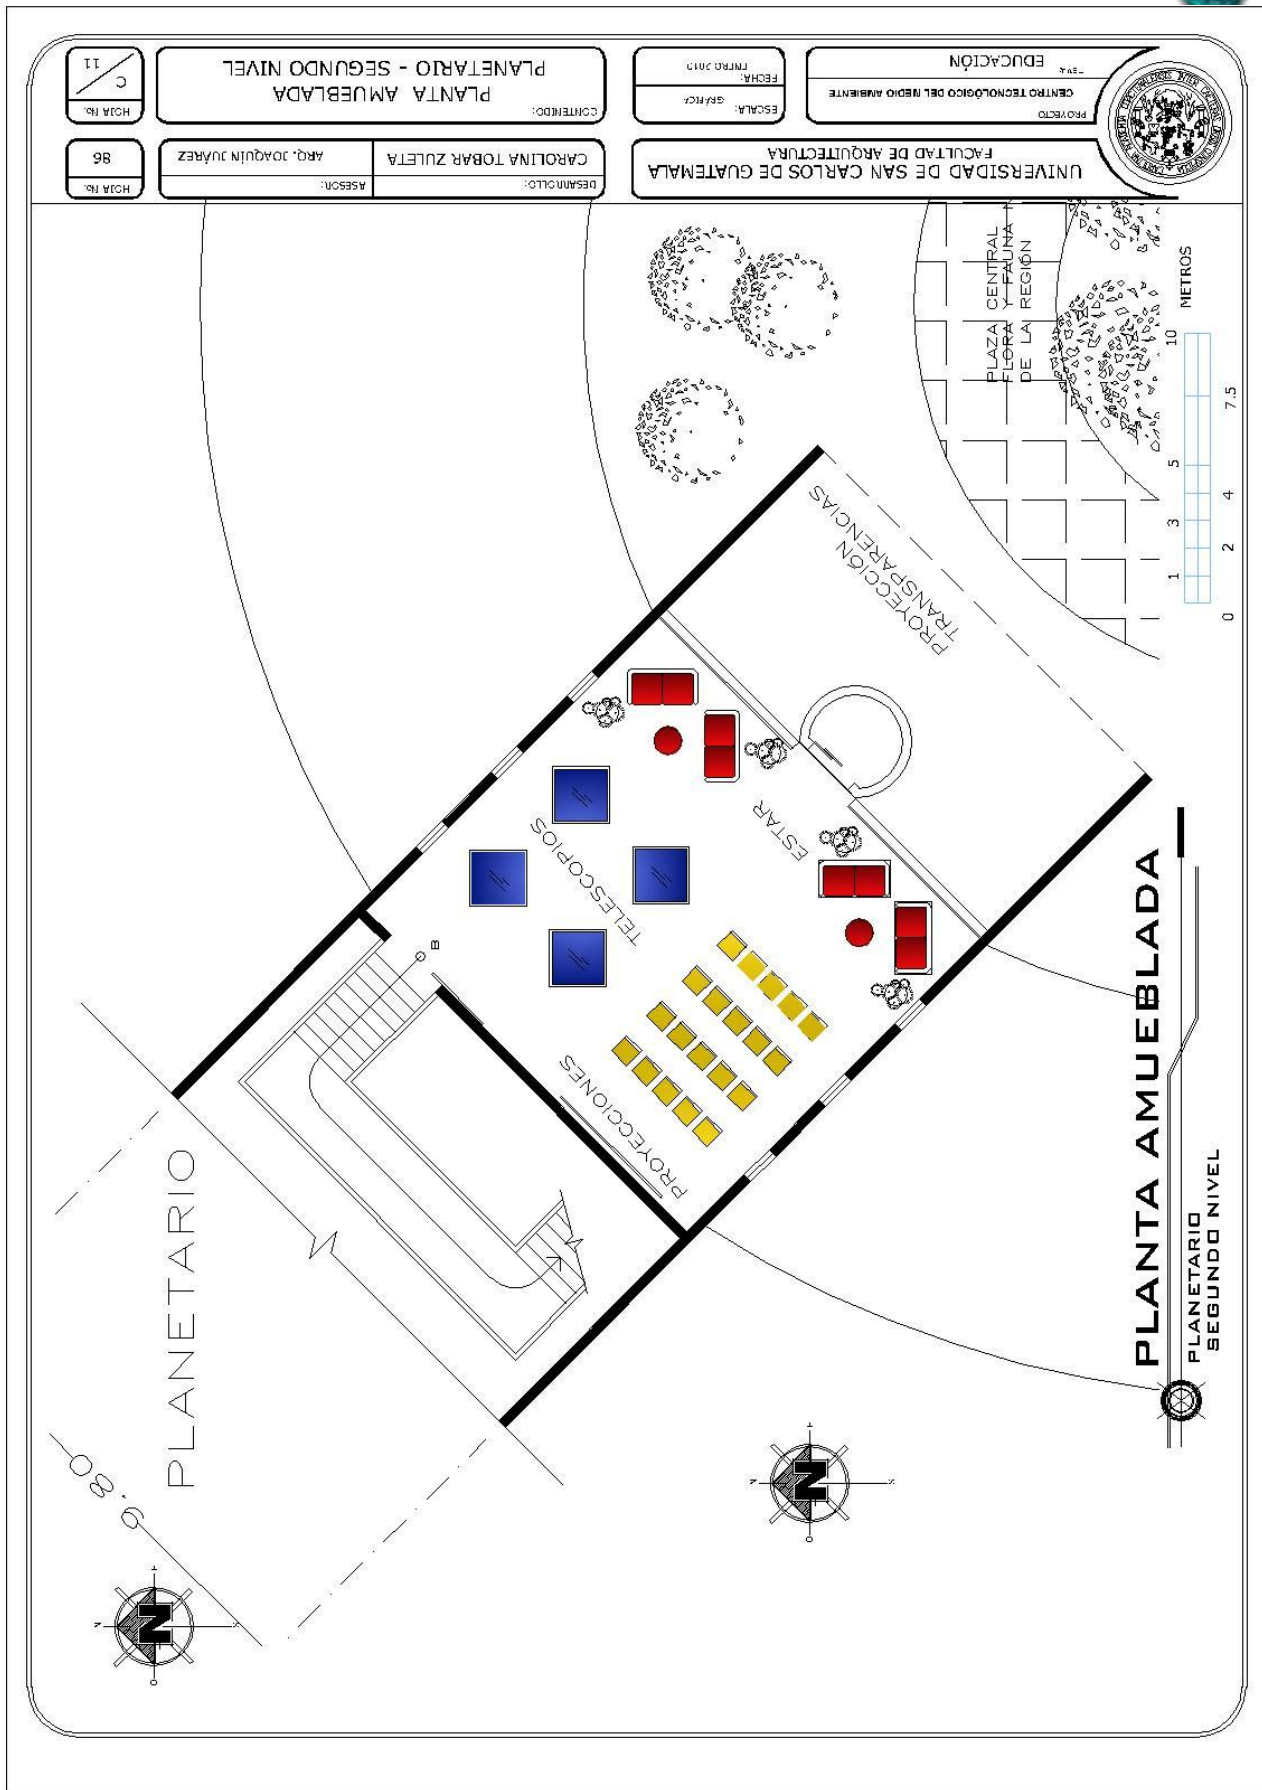 UNIVERSIDAD DE SAN CARLOS DE GUATEMALA
FACULTAD DE ARQUITECTURA
PROYECTO
CENTRO TECNOLÓGICO DEL MEDIO AMBIENTE
EDUCACIÓN
ESCALA:
GRÁFICA
FECHA:
ENERO 2010
DESARROLLO:
CAROLINA TOBAR ZULETA
ASESOR:
ARQ. JOAQUÍN JUÁREZ
HOJA No.
86
CONTENIDO:
PLANTA AMUEBLADA
PLANETARIO - SEGUNDO NIVEL
HOJA No.
C
11
PLAZA CENTRAL
FLORA Y FAUNA
DE LA REGIÓN
METROS
0 1 2 3 4 5 7.5 10
PROYECCIÓN
TRANSPARENCIAS
ESTAR
TELESCOPIOS
PROYECCIONES
B
PLANETARIO
PLANTA AMUEBLADA
PLANETARIO
SEGUNDO NIVEL
N
N